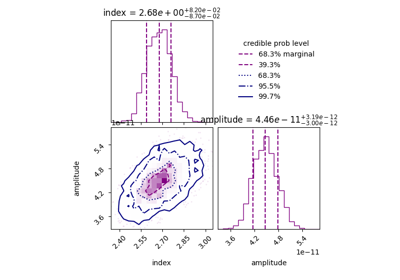 index = 2.68e + 00 +8.20e − 02 −8.70e − 02
credible prob level
68.3% marginal
39.3%
68.3%
95.5%
99.7%
1e−11
amplitude = 4.46e − 11 +3.19e − 12 −3.00e − 12
5.4
4.8
4.2
3.6
amplitude
2.40
2.55
2.70
2.85
3.00
index
3.6
4.2
4.8
5.4
1e−11
amplitude